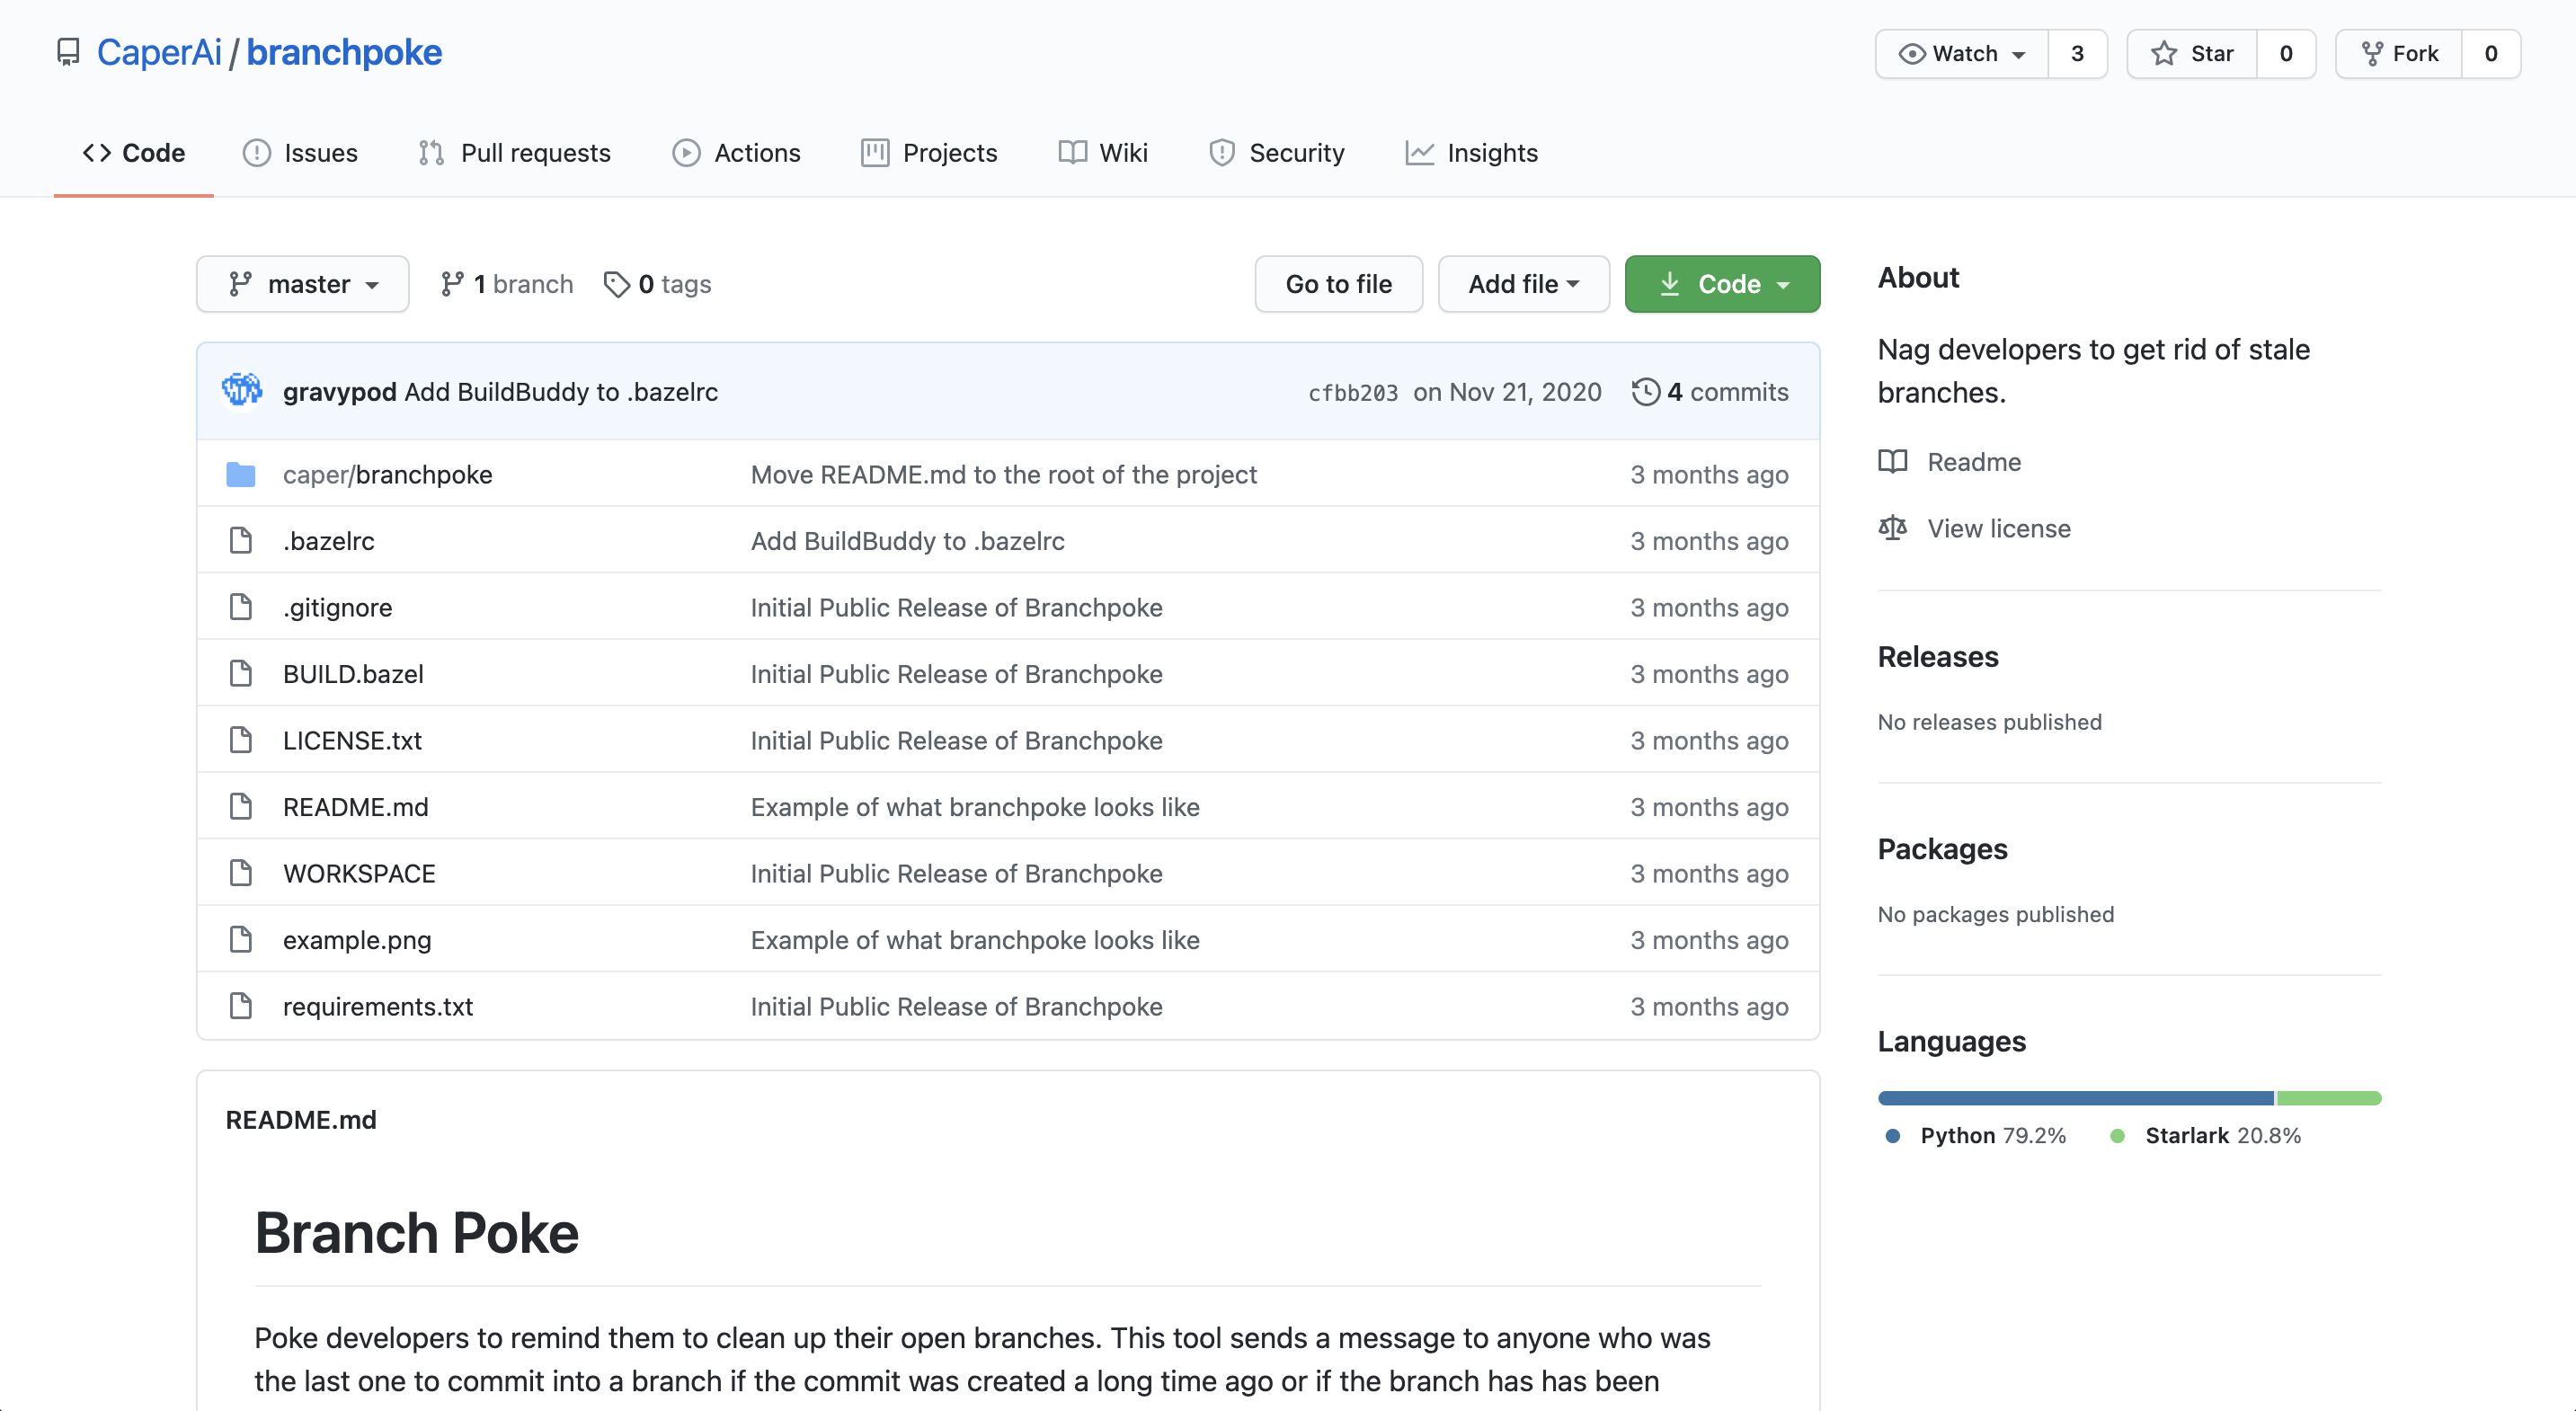 CaperAi / branchpoke
Watch 3 Star 0 Fork 0
Code Issues Pull requests Actions Projects Wiki Security Insights
master 1 branch 0 tags Go to file Add file Code
gravypod Add BuildBuddy to .bazelrc cfbb203 on Nov 21, 2020 4 commits
caper/branchpoke Move README.md to the root of the project 3 months ago
.bazelrc Add BuildBuddy to .bazelrc 3 months ago
.gitignore Initial Public Release of Branchpoke 3 months ago
BUILD.bazel Initial Public Release of Branchpoke 3 months ago
LICENSE.txt Initial Public Release of Branchpoke 3 months ago
README.md Example of what branchpoke looks like 3 months ago
WORKSPACE Initial Public Release of Branchpoke 3 months ago
example.png Example of what branchpoke looks like 3 months ago
requirements.txt Initial Public Release of Branchpoke 3 months ago
README.md
Branch Poke
Poke developers to remind them to clean up their open branches. This tool sends a message to anyone who was
the last one to commit into a branch if the commit was created a long time ago or if the branch has has been
About
Nag developers to get rid of stale
branches.
Readme
View license
Releases
No releases published
Packages
No packages published
Languages
Python 79.2% Starlark 20.8%